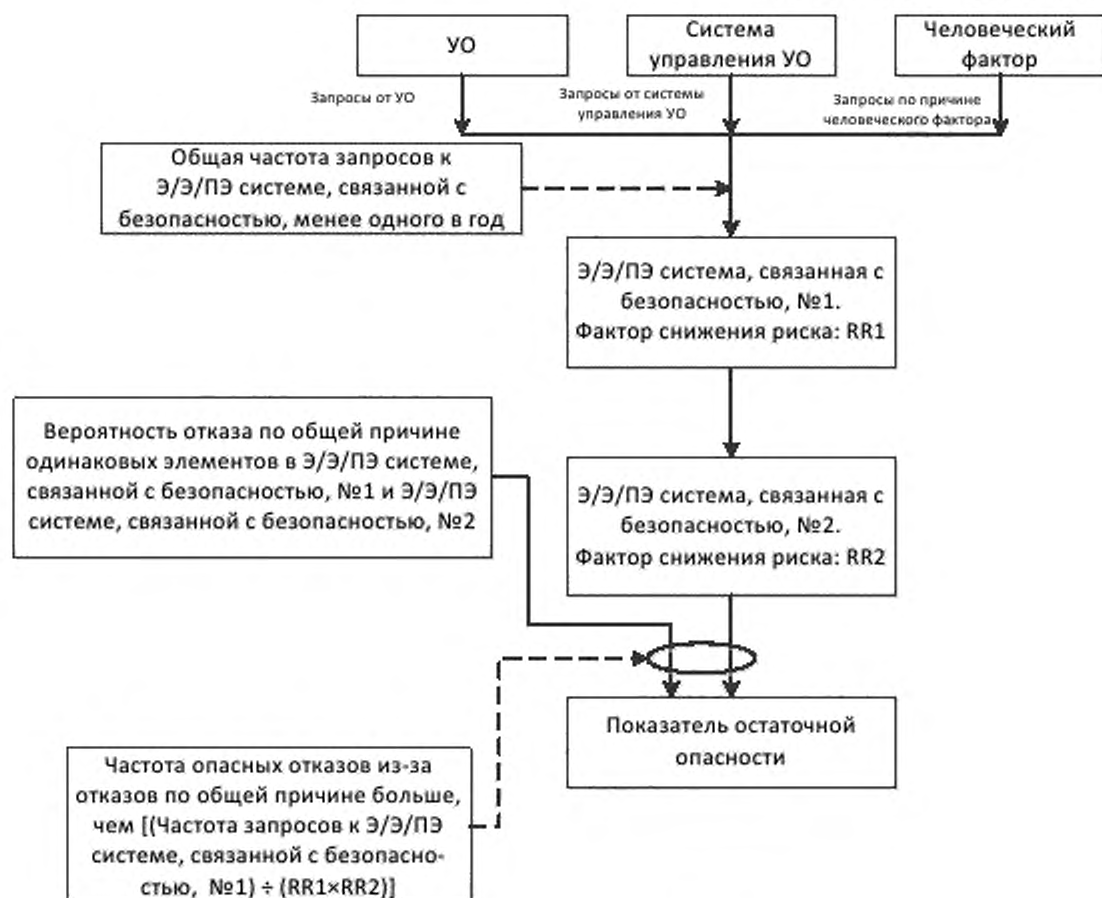 УО
Система
управления УО
Человеческий
фактор
Запросы от УО
Запросы от системы
управления УО
Запросы по причине
человеческого фактора
Общая частота запросов к
Э/Э/ПЭ системе, связанной с
безопасностью, менее одного в год
Э/Э/ПЭ система, связанная с
безопасностью, №1.
Фактор снижения риска: RR1
Вероятность отказа по общей причине
одинаковых элементов в Э/Э/ПЭ системе,
связанной с безопасностью, №1 и Э/Э/ПЭ
системе, связанной с безопасностью, №2
Э/Э/ПЭ система, связанная с
безопасностью, №2.
Фактор снижения риска: RR2
Показатель остаточной
опасности
Частота опасных отказов из-за
отказов по общей причине больше,
чем [(Частота запросов к Э/Э/ПЭ
системе, связанной с безопасно-
стью, №1) ÷ (RR1×RR2)]